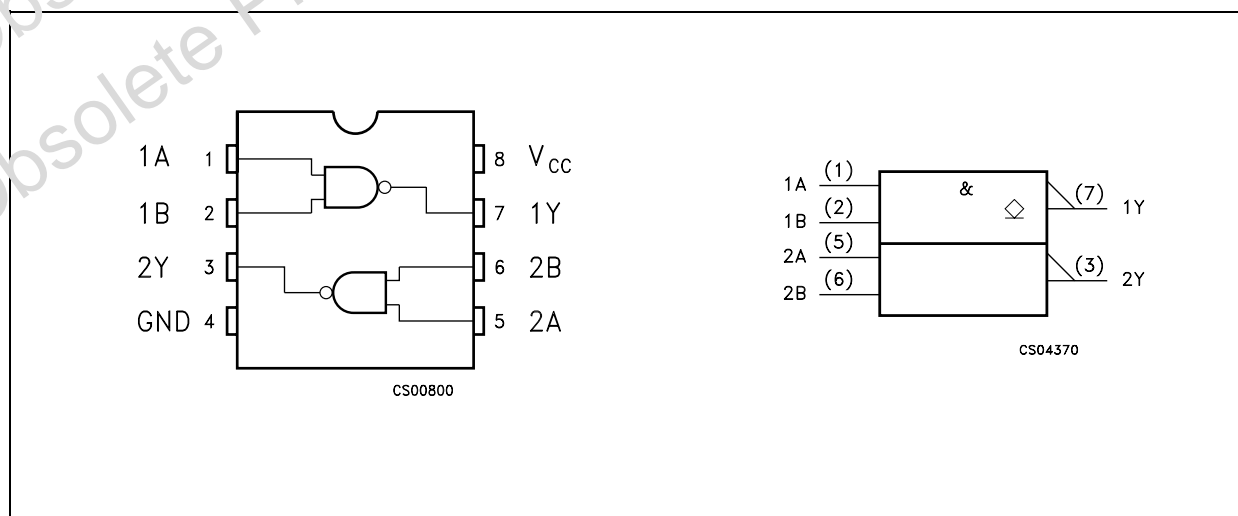 Obsolete
1A 1 8 VCC
1B 2 7 1Y
2Y 3 6 2B
GND 4 5 2A
CS00800
& 
1A (1) (7) 1Y
1B (2)
2A (5) (3) 2Y
2B (6)
CS04370